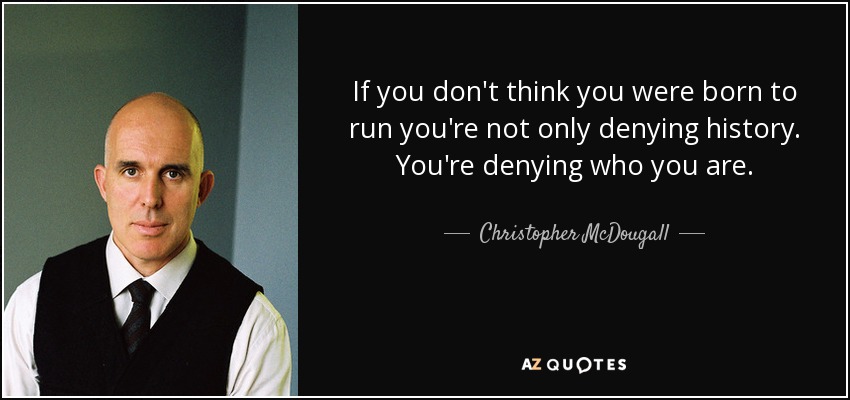 If you don't think you were born to
run you're not only denying history.
You're denying who you are.
Christopher McDougall
AZ QUOTES